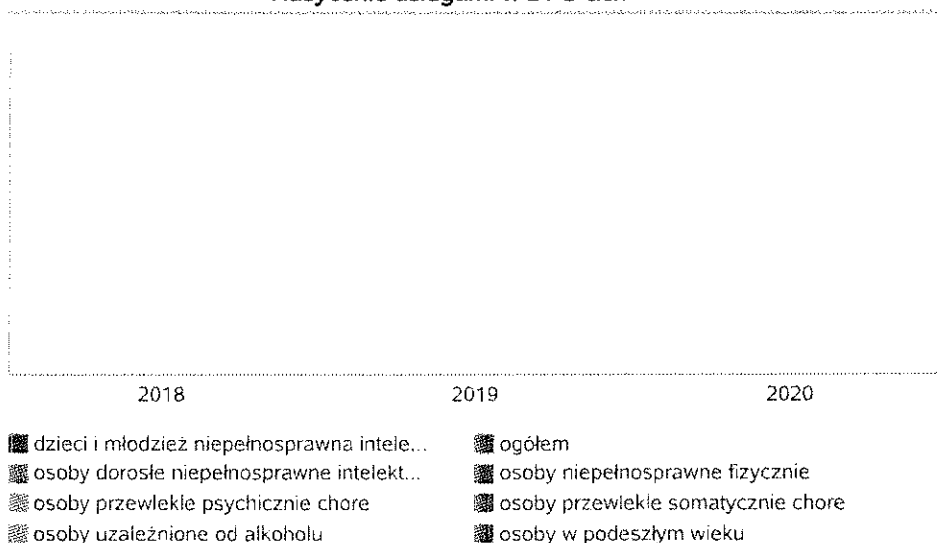 2018 2019 2020
dzieci i młodzież niepełnosprawna intele... ogółem
osoby dorosłe niepełnosprawne intelekt... osoby niepełnosprawne fizycznie
osoby przewlekle psychicznie chore osoby przewlekle somatycznie chore
osoby uzależnione od alkoholu osoby w podeszłym wieku